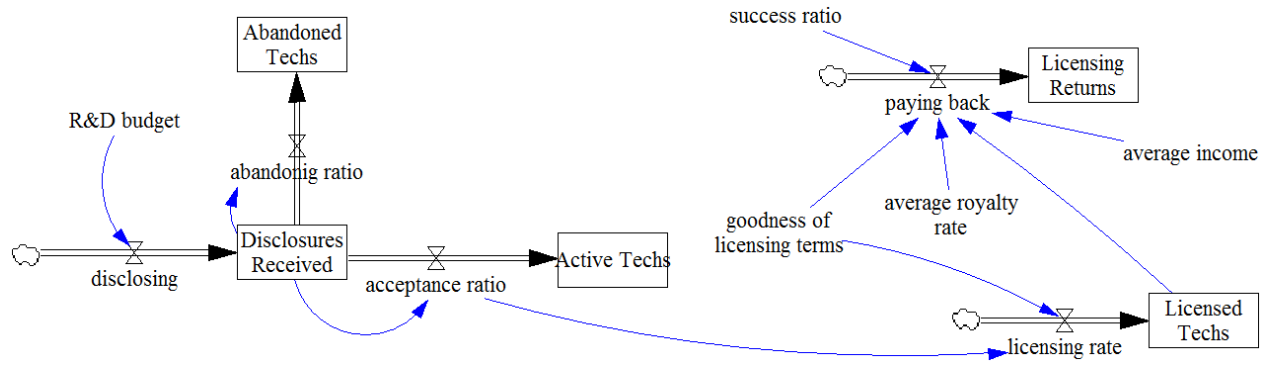 success ratio
Abandoned
Techs
Licensing
Returns
paying back
R&D budget
average income
abandonig ratio
average royalty
rate
goodness of
licensing terms
Disclosures
Received
Active Techs
disclosing
acceptance ratio
Licensed
Techs
licensing rate